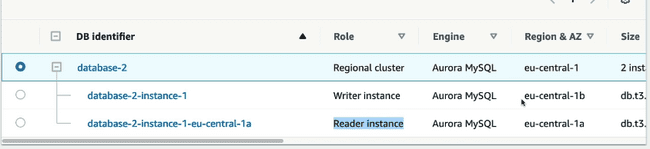 DB identifier Role Engine Region & AZ Size
database-2 Regional cluster Aurora MySQL eu-central-1 2 inst
database-2-instance-1 Writer instance Aurora MySQL eu-central-1b db.t3.
database-2-instance-1-eu-central-1a Reader instance Aurora MySQL eu-central-1a db.t3.